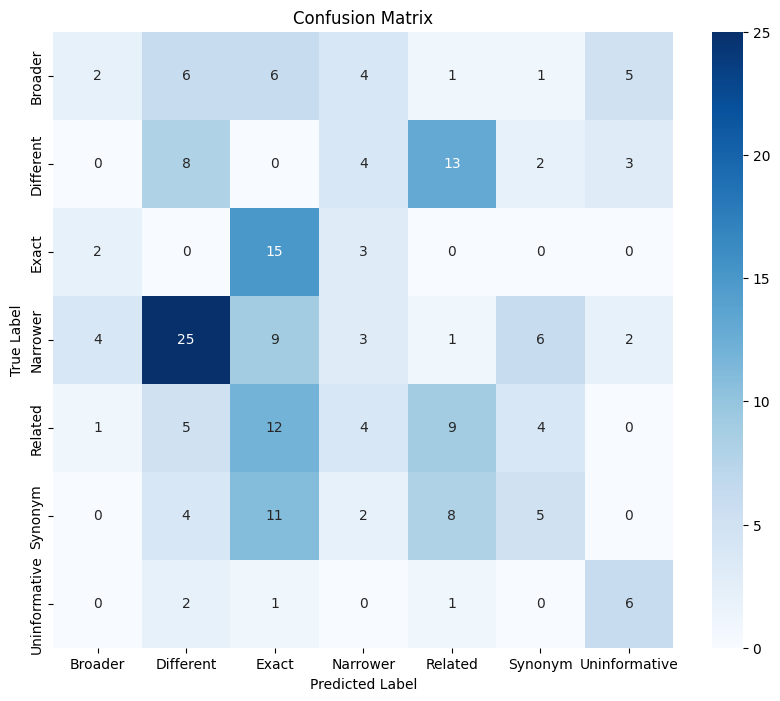 Confusion Matrix
True Label
Broader 2 6 6 4 1 1 5
Different 0 8 0 4 13 2 3
Exact 2 0 15 3 0 0 0
Narrower 4 25 9 3 1 6 2
Related 1 5 12 4 9 4 0
Synonym 0 4 11 2 8 5 0
Uninformative 0 2 1 0 1 0 6
Broader Different Exact Narrower Related Synonym Uninformative
Predicted Label
25
20
15
10
5
0